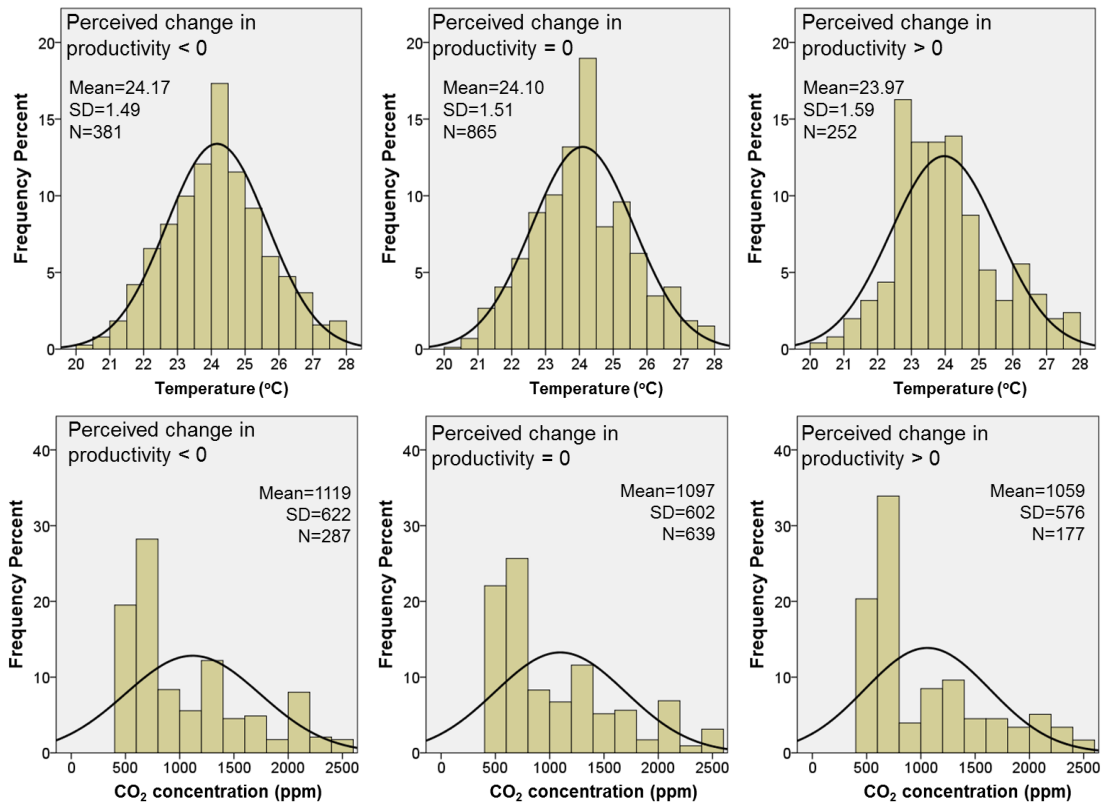 Perceived change in
productivity < 0
Mean=24.17
SD=1.49
N=381
Frequency Percent
20
15
10
5
0
20 21 22 23 24 25 26 27 28
Temperature (°C)
Perceived change in
productivity = 0
Mean=24.10
SD=1.51
N=865
Frequency Percent
20
15
10
5
0
20 21 22 23 24 25 26 27 28
Temperature (°C)
Perceived change in
productivity > 0
Mean=23.97
SD=1.59
N=252
Frequency Percent
20
15
10
5
0
20 21 22 23 24 25 26 27 28
Temperature (°C)
Perceived change in
productivity < 0
Mean=1119
SD=622
N=287
Frequency Percent
40
30
20
10
0
0 500 1000 1500 2000 2500
CO₂ concentration (ppm)
Perceived change in
productivity = 0
Mean=1097
SD=602
N=639
Frequency Percent
40
30
20
10
0
0 500 1000 1500 2000 2500
CO₂ concentration (ppm)
Perceived change in
productivity > 0
Mean=1059
SD=576
N=177
Frequency Percent
40
30
20
10
0
0 500 1000 1500 2000 2500
CO₂ concentration (ppm)